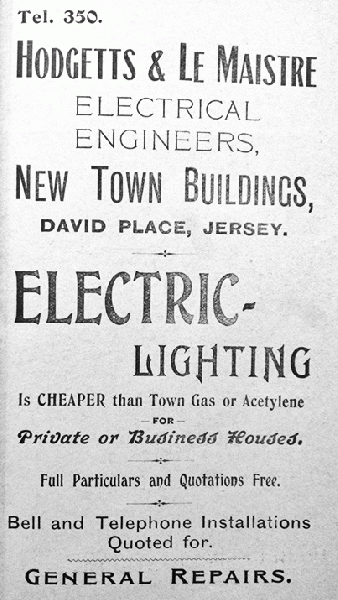 Tel. 350.
HODGETTS & LE MAISTRE
ELECTRICAL
ENGINEERS,
NEW TOWN BUILDINGS,
DAVID PLACE, JERSEY.
ELECTRIC-
LIGHTING
Is CHEAPER than Town Gas or Acetylene
—FOR—
Private or Business Houses.
Full Particulars and Quotations Free.
Bell and Telephone Installations
Quoted for.
GENERAL REPAIRS.